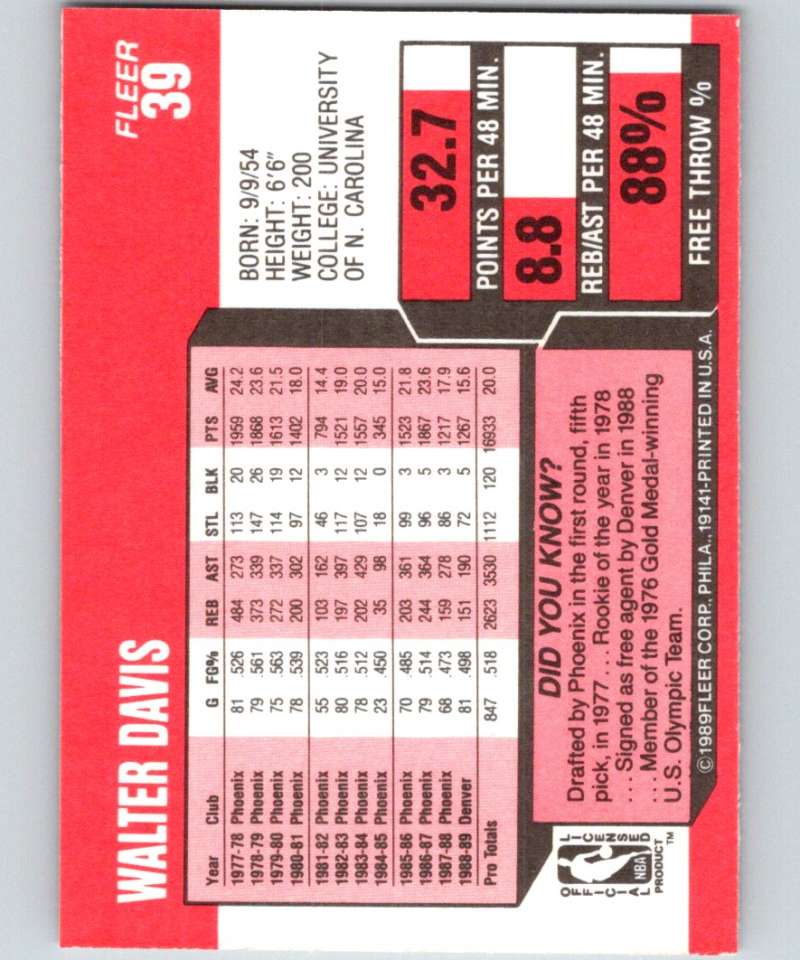 WALTER DAVIS
FLEER
39
BORN: 9/9/54
HEIGHT: 6'6"
WEIGHT: 200
COLLEGE: UNIVERSITY
OF N. CAROLINA
Year Club G FG% REB AST STL BLK PTS AVG
1977-78 Phoenix 81 .526 484 273 113 20 1959 24.2
1978-79 Phoenix 79 .561 373 339 147 26 1868 23.6
1979-80 Phoenix 75 .563 272 337 114 19 1613 21.5
1980-81 Phoenix 78 .539 200 302 97 12 1402 18.0
1981-82 Phoenix 55 .523 103 162 46 3 794 14.4
1982-83 Phoenix 80 .516 197 397 117 12 1521 19.0
1983-84 Phoenix 78 .512 202 429 107 12 1557 20.0
1984-85 Phoenix 23 .450 35 98 18 0 345 15.0
1985-86 Phoenix 70 .485 203 361 99 3 1523 21.8
1986-87 Phoenix 79 .514 244 364 96 5 1867 23.6
1987-88 Phoenix 68 .473 159 278 86 3 1217 17.9
1988-89 Denver 81 .498 151 190 72 5 1267 15.6
Pro Totals 847 .518 2623 3530 1112 120 16933 20.0
32.7
POINTS PER 48 MIN.
8.8
REB/AST PER 48 MIN.
88%
FREE THROW %
DID YOU KNOW?
Drafted by Phoenix in the first round, fifth
pick, in 1977 . . . Rookie of the year in 1978
. . . Signed as free agent by Denver in 1988
. . . Member of the 1976 Gold Medal-winning
U.S. Olympic Team.
OFFICIAL LICENSED
NBA
PRODUCT™
©1989 FLEER CORP., PHILA., 19141-PRINTED IN U.S.A.